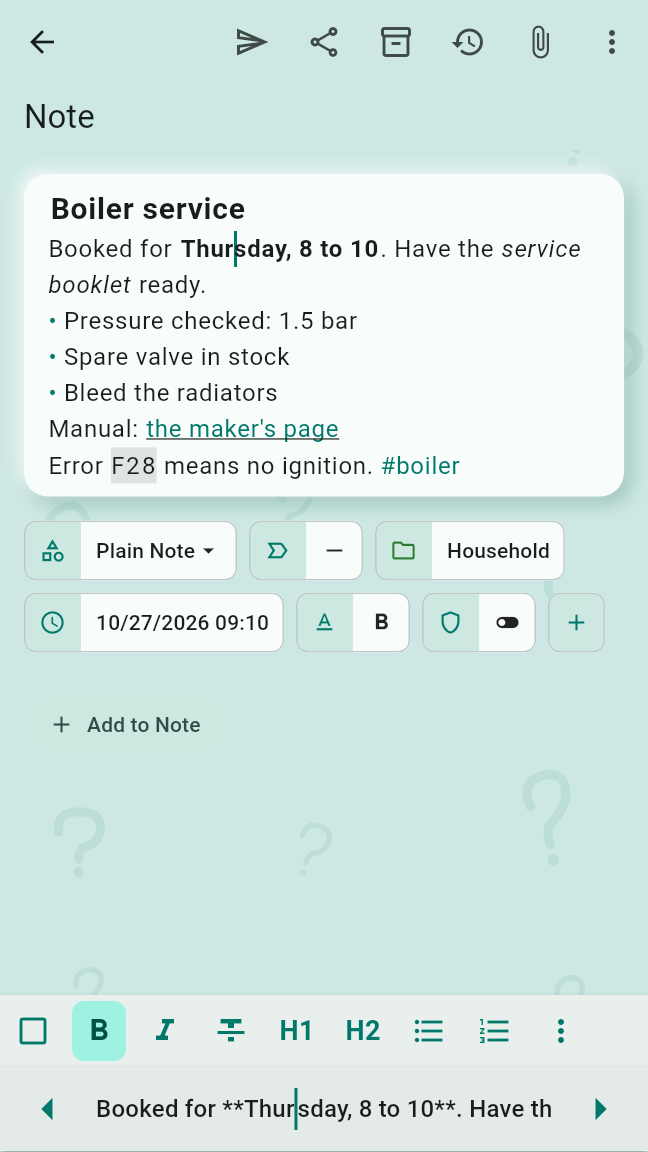 Note
Boiler service
Booked for Thursday, 8 to 10. Have the service
booklet ready.
• Pressure checked: 1.5 bar
• Spare valve in stock
• Bleed the radiators
Manual: the maker's page
Error F28 means no ignition. #boiler
Plain Note — Household
10/27/2026 09:10 A B
+ Add to Note
B I T H1 H2
Booked for **Thursday, 8 to 10**. Have th